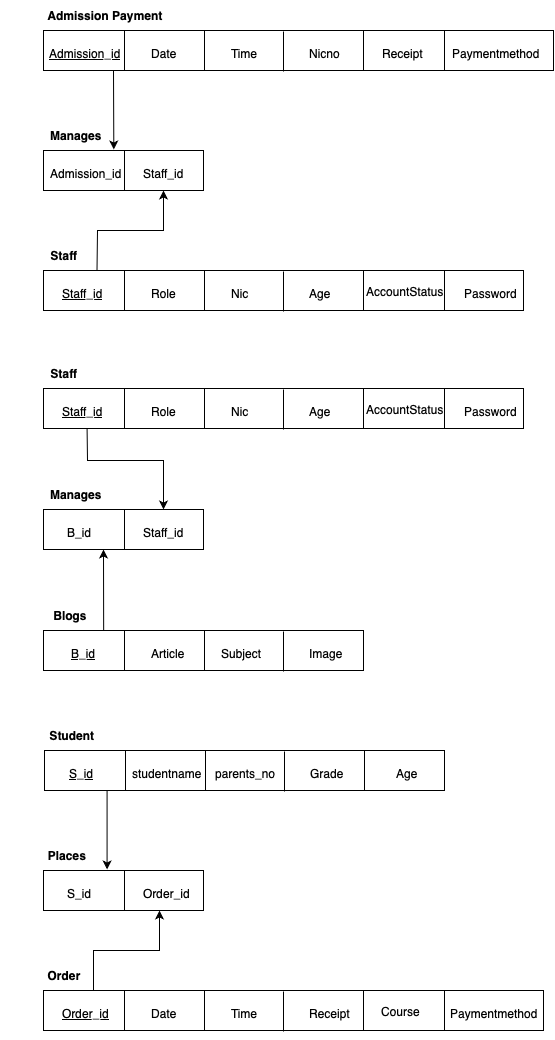 Admission Payment
Admission_id Date Time Nicno Receipt Paymentmethod
Manages
Admission_id Staff_id
Staff
Staff_id Role Nic Age AccountStatus Password
Staff
Staff_id Role Nic Age AccountStatus Password
Manages
B_id Staff_id
Blogs
B_id Article Subject Image
Student
S_id studentname parents_no Grade Age
Places
S_id Order_id
Order
Order_id Date Time Receipt Course Paymentmethod